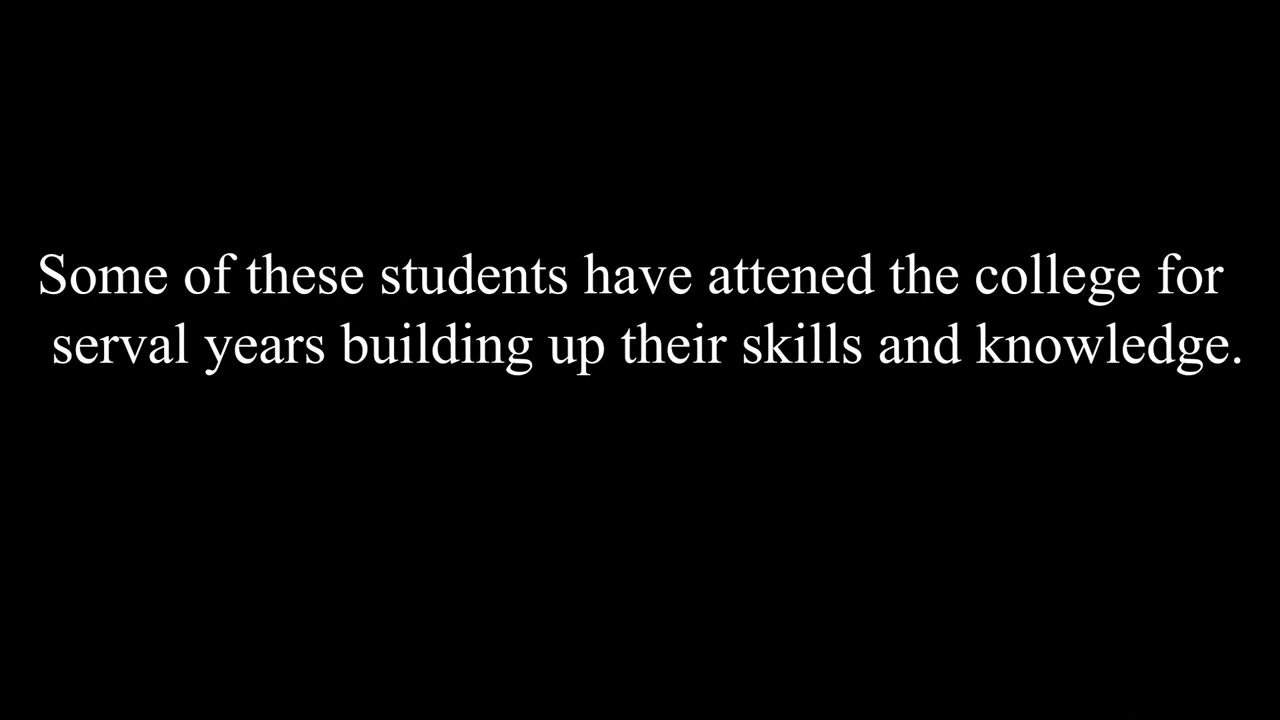 Some of these students have attened the college for
serval years building up their skills and knowledge.